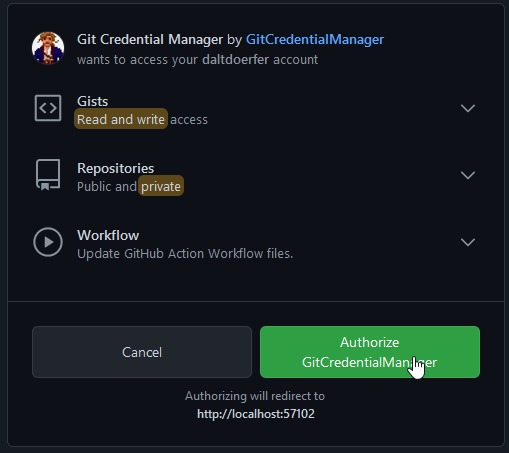 Git Credential Manager by GitCredentialManager
wants to access your daltdoerfer account
Gists
Read and write access
Repositories
Public and private
Workflow
Update GitHub Action Workflow files.
Cancel
Authorize
GitCredentialManager
Authorizing will redirect to
http://localhost:57102